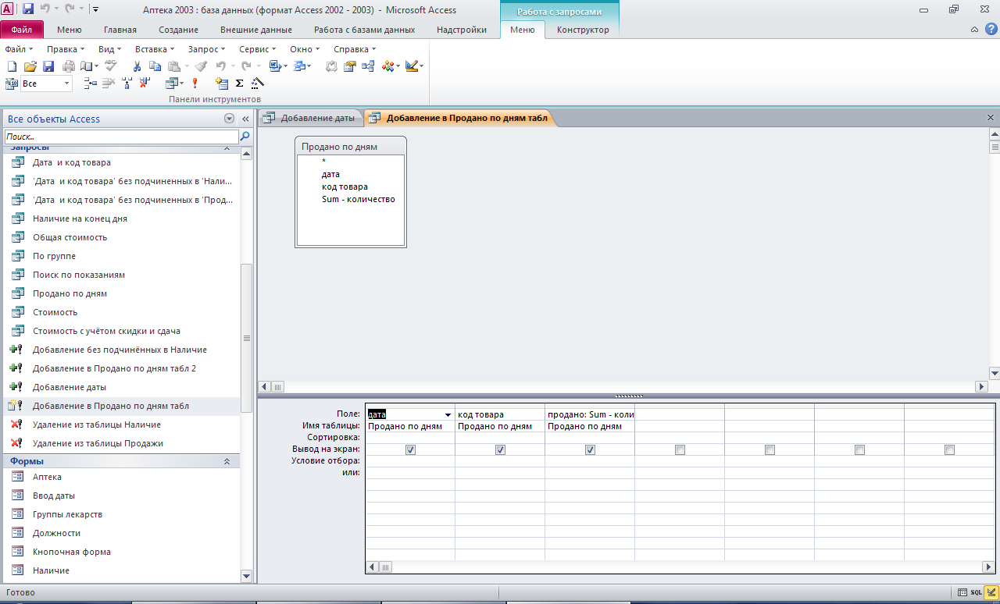 Аптека 2003 : база данных (формат Access 2002 - 2003) - Microsoft Access
Работа с запросами
Файл Меню Главная Создание Внешние данные Работа с базами данных Надстройки Меню Конструктор
Файл Правка Вид Вставка Запрос Сервис Окно Справка
Все
Панели инструментов
Все объекты Access
Поиск...
Запросы
Дата и код товара
'Дата и код товара' без подчиненных в 'Нали...
'Дата и код товара' без подчиненных в 'Прод...
Наличие на конец дня
Общая стоимость
По группе
Поиск по показаниям
Продано по дням
Стоимость
Стоимость с учётом скидки и сдача
Добавление без подчинённых в Наличие
Добавление в Продано по дням табл 2
Добавление даты
Добавление в Продано по дням табл
Удаление из таблицы Наличие
Удаление из таблицы Продажи
Формы
Аптека
Ввод даты
Группы лекарств
Должности
Кнопочная форма
Наличие
Добавление даты
Добавление в Продано по дням табл
Продано по дням
*
дата
код товара
Sum - количество
Поле: дата код товара продано: Sum - коли
Имя таблицы: Продано по дням Продано по дням Продано по дням
Сортировка:
Вывод на экран:
Условие отбора:
или:
Готово
SQL